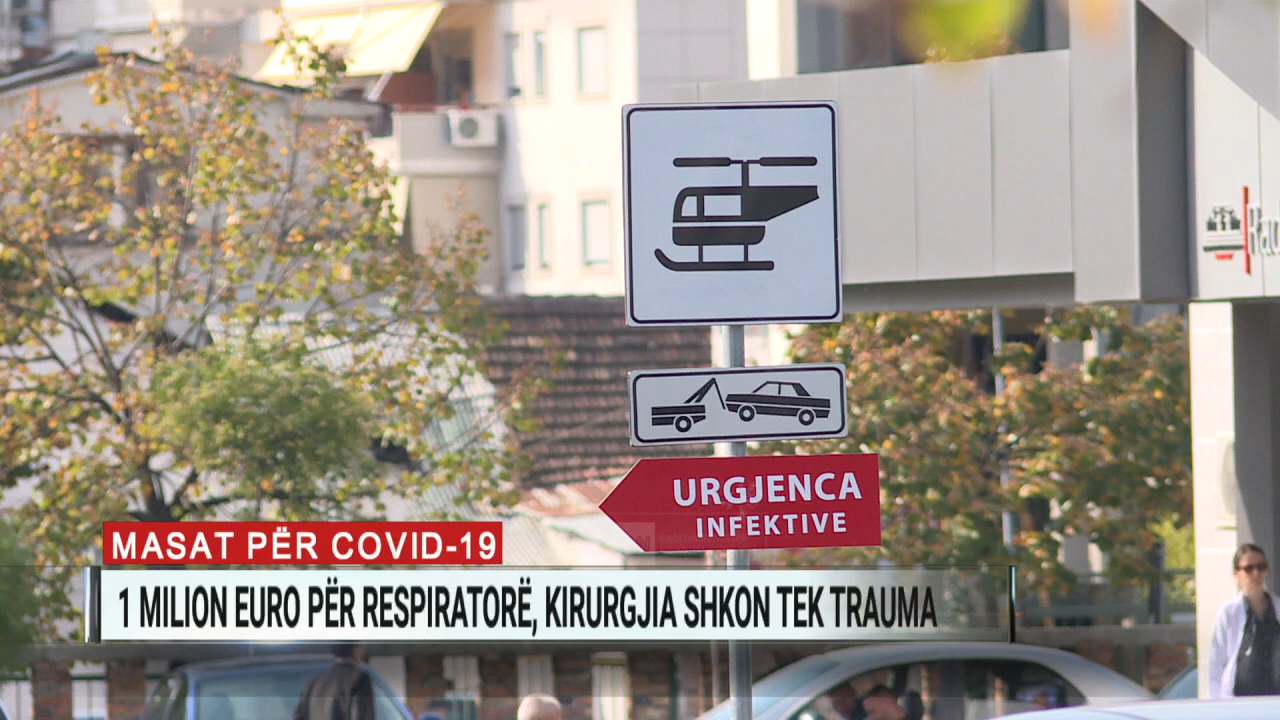 URGJENCA
INFEKTIVE
MASAT PËR COVID-19
1 MILION EURO PËR RESPIRATORË, KIRURGJIA SHKON TEK TRAUMA